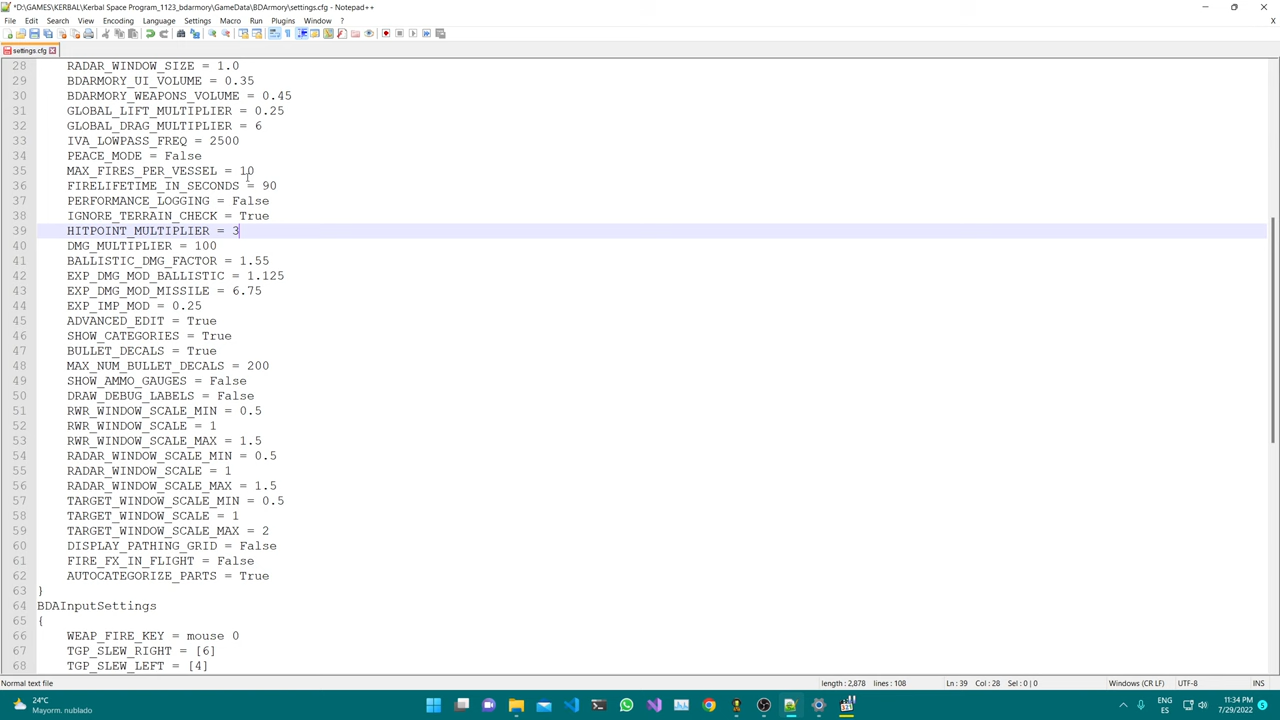 *D:\GAMES\KERBAL\Kerbal Space Program_1123_bdarmory\GameData\BDArmory\settings.cfg - Notepad++
File Edit Search View Encoding Language Settings Macro Run Plugins Window ?
X
settings.cfg
28 RADAR_WINDOW_SIZE = 1.0
29 BDARMORY_UI_VOLUME = 0.35
30 BDARMORY_WEAPONS_VOLUME = 0.45
31 GLOBAL_LIFT_MULTIPLIER = 0.25
32 GLOBAL_DRAG_MULTIPLIER = 6
33 IVA_LOWPASS_FREQ = 2500
34 PEACE_MODE = False
35 MAX_FIRES_PER_VESSEL = 10
36 FIRELIFETIME_IN_SECONDS = 90
37 PERFORMANCE_LOGGING = False
38 IGNORE_TERRAIN_CHECK = True
39 HITPOINT_MULTIPLIER = 3
40 DMG_MULTIPLIER = 100
41 BALLISTIC_DMG_FACTOR = 1.55
42 EXP_DMG_MOD_BALLISTIC = 1.125
43 EXP_DMG_MOD_MISSILE = 6.75
44 EXP_IMP_MOD = 0.25
45 ADVANCED_EDIT = True
46 SHOW_CATEGORIES = True
47 BULLET_DECALS = True
48 MAX_NUM_BULLET_DECALS = 200
49 SHOW_AMMO_GAUGES = False
50 DRAW_DEBUG_LABELS = False
51 RWR_WINDOW_SCALE_MIN = 0.5
52 RWR_WINDOW_SCALE = 1
53 RWR_WINDOW_SCALE_MAX = 1.5
54 RADAR_WINDOW_SCALE_MIN = 0.5
55 RADAR_WINDOW_SCALE = 1
56 RADAR_WINDOW_SCALE_MAX = 1.5
57 TARGET_WINDOW_SCALE_MIN = 0.5
58 TARGET_WINDOW_SCALE = 1
59 TARGET_WINDOW_SCALE_MAX = 2
60 DISPLAY_PATHING_GRID = False
61 FIRE_FX_IN_FLIGHT = False
62 AUTOCATEGORIZE_PARTS = True
63 }
64 BDAInputSettings
65 {
66 WEAP_FIRE_KEY = mouse 0
67 TGP_SLEW_RIGHT = [6]
68 TGP_SLEW_LEFT = [4]
Normal text file length : 2,878 lines : 108 Ln : 39 Col : 28 Sel : 0 | 0 Windows (CR LF) UTF-8 INS
24°C
Mayorm. nublado
ENG
ES
11:34 PM
7/29/2022